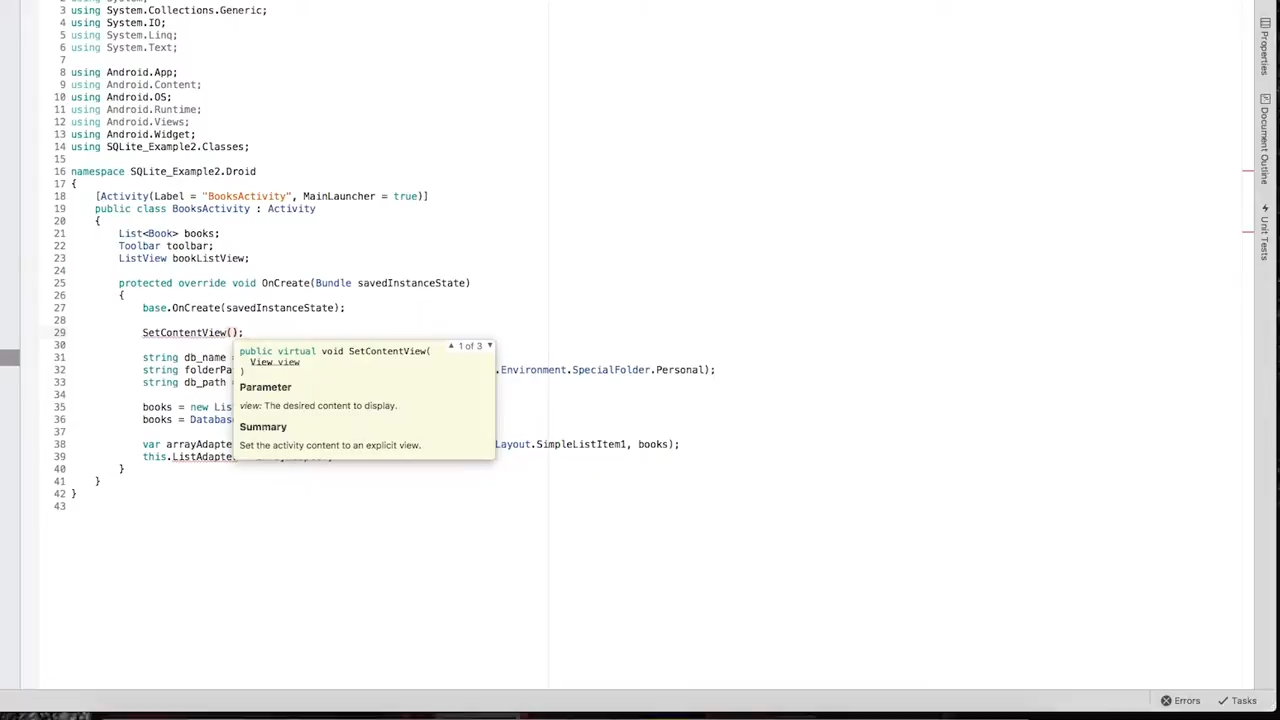 3 using System.Collections.Generic;
4 using System.IO;
5 using System.Linq;
6 using System.Text;
7
8 using Android.App;
9 using Android.Content;
10 using Android.OS;
11 using Android.Runtime;
12 using Android.Views;
13 using Android.Widget;
14 using SQLite_Example2.Classes;
15
16 namespace SQLite_Example2.Droid
17 {
18 [Activity(Label = "BooksActivity", MainLauncher = true)]
19 public class BooksActivity : Activity
20 {
21 List<Book> books;
22 Toolbar toolbar;
23 ListView bookListView;
24
25 protected override void OnCreate(Bundle savedInstanceState)
26 {
27 base.OnCreate(savedInstanceState);
28
29 SetContentView();
30
31 string db_name =
32 string folderPa .Environment.SpecialFolder.Personal);
33 string db_path =
34
35 books = new Lis
36 books = Databas
37
38 var arrayAdapte Layout.SimpleListItem1, books);
39 this.ListAdapte
40 }
41 }
42 }
43
1 of 3
public virtual void SetContentView(
View view
)
Parameter
view: The desired content to display.
Summary
Set the activity content to an explicit view.
Properties
Document Outline
Unit Tests
Errors
Tasks